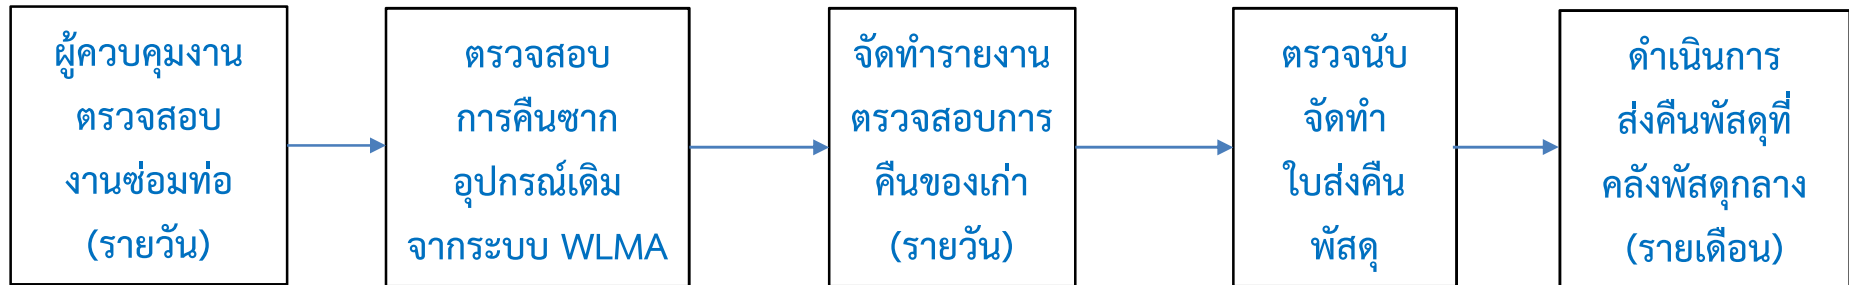 ผู้ควบคุมงาน
ตรวจสอบ
งานซ่อมท่อ
(รายวัน)
ตรวจสอบ
การคืนซาก
อุปกรณ์เดิม
จากระบบ WLMA
จัดทำรายงาน
ตรวจสอบการ
คืนของเก่า
(รายวัน)
ตรวจนับ
จัดทำ
ใบส่งคืน
พัสดุ
ดำเนินการ
ส่งคืนพัสดุที่
คลังพัสดุกลาง
(รายเดือน)